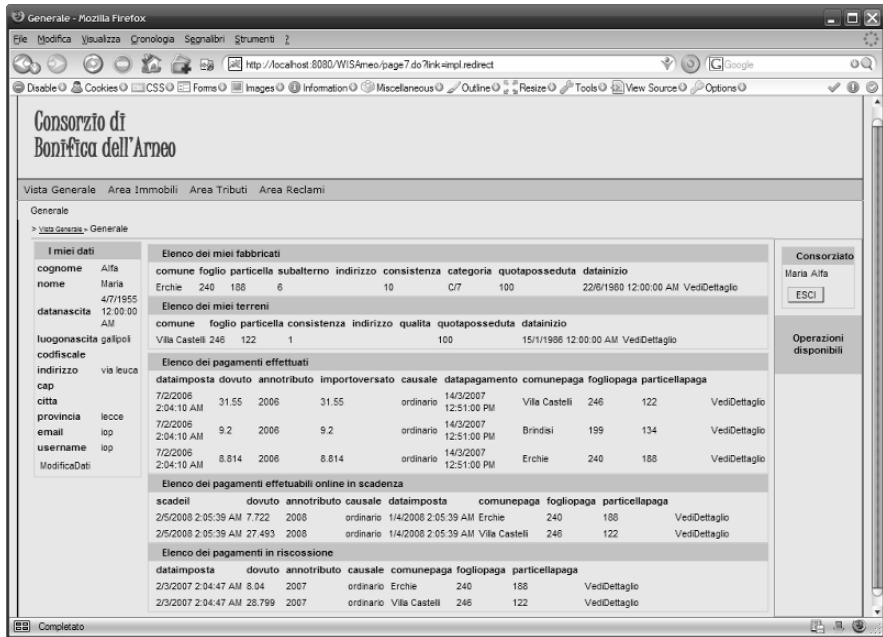 Generale - Mozilla Firefox
File Modifica Visualizza Cronologia Segnalibri Strumenti ?
http://localhost:8080/WISArneo/page7.do?link=impl.redirect
Google
Disable Cookies CSS Forms Images Information Miscellaneous Outline Resize Tools View Source Options
Consorzio di
Bonifica dell'Arneo
Vista Generale Area Immobili Area Tributi Area Reclami
Generale
> Vista Generale » Generale
I miei dati
cognome Alfa
nome Maria
datanascita 4/7/1955 12:00:00 AM
luogonascita gallipoli
codfiscale
indirizzo via leuca
cap
citta
provincia lecce
email iop
username iop
ModificaDati
Elenco dei miei fabbricati
comune foglio particella subalterno indirizzo consistenza categoria quotaposseduta datainizio
Erchie 240 188 6 10 C/7 100 22/6/1980 12:00:00 AM VediDettaglio
Elenco dei miei terreni
comune foglio particella consistenza indirizzo qualita quotaposseduta datainizio
Villa Castelli 246 122 1 100 15/1/1986 12:00:00 AM VediDettaglio
Elenco dei pagamenti effettuati
dataimposta dovuto annotributo importoversato causale datapagamento comunepaga fogliopaga particellapaga
7/2/2006 2:04:10 AM 31.55 2006 31.55 ordinario 14/3/2007 12:51:00 PM Villa Castelli 246 122 VediDettaglio
7/2/2006 2:04:10 AM 9.2 2006 9.2 ordinario 14/3/2007 12:51:00 PM Brindisi 199 134 VediDettaglio
7/2/2006 2:04:10 AM 8.814 2006 8.814 ordinario 14/3/2007 12:51:00 PM Erchie 240 188 VediDettaglio
Elenco dei pagamenti effetuabili online in scadenza
scadeil dovuto annotributo causale dataimposta comunepaga fogliopaga particellapaga
2/5/2008 2:05:39 AM 7.722 2008 ordinario 1/4/2008 2:05:39 AM Erchie 240 188 VediDettaglio
2/5/2008 2:05:39 AM 27.493 2008 ordinario 1/4/2008 2:05:39 AM Villa Castelli 246 122 VediDettaglio
Elenco dei pagamenti in riscossione
dataimposta dovuto annotributo causale comunepaga fogliopaga particellapaga
2/3/2007 2:04:47 AM 8.04 2007 ordinario Erchie 240 188 VediDettaglio
2/3/2007 2:04:47 AM 28.799 2007 ordinario Villa Castelli 246 122 VediDettaglio
Consorziato
Maria Alfa
ESCI
Operazioni
disponibili
Completato